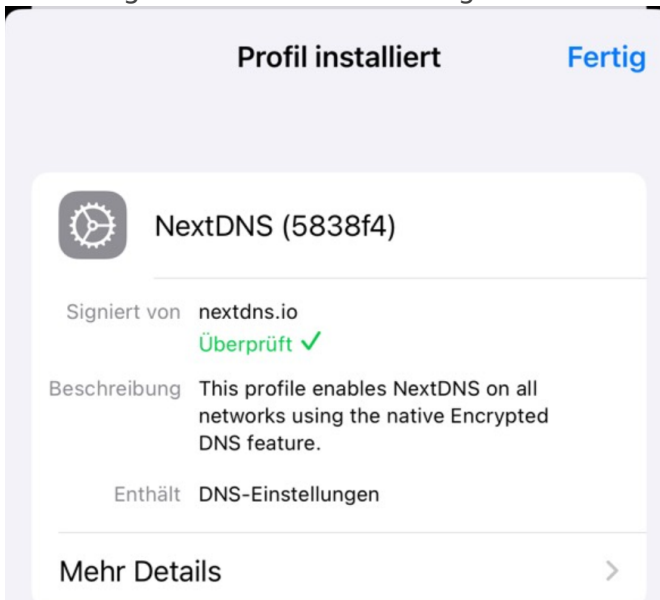 Profil installiert Fertig
NextDNS (5838f4)
Signiert von nextdns.io
Überprüft ✓
Beschreibung This profile enables NextDNS on all
networks using the native Encrypted
DNS feature.
Enthält DNS-Einstellungen
Mehr Details